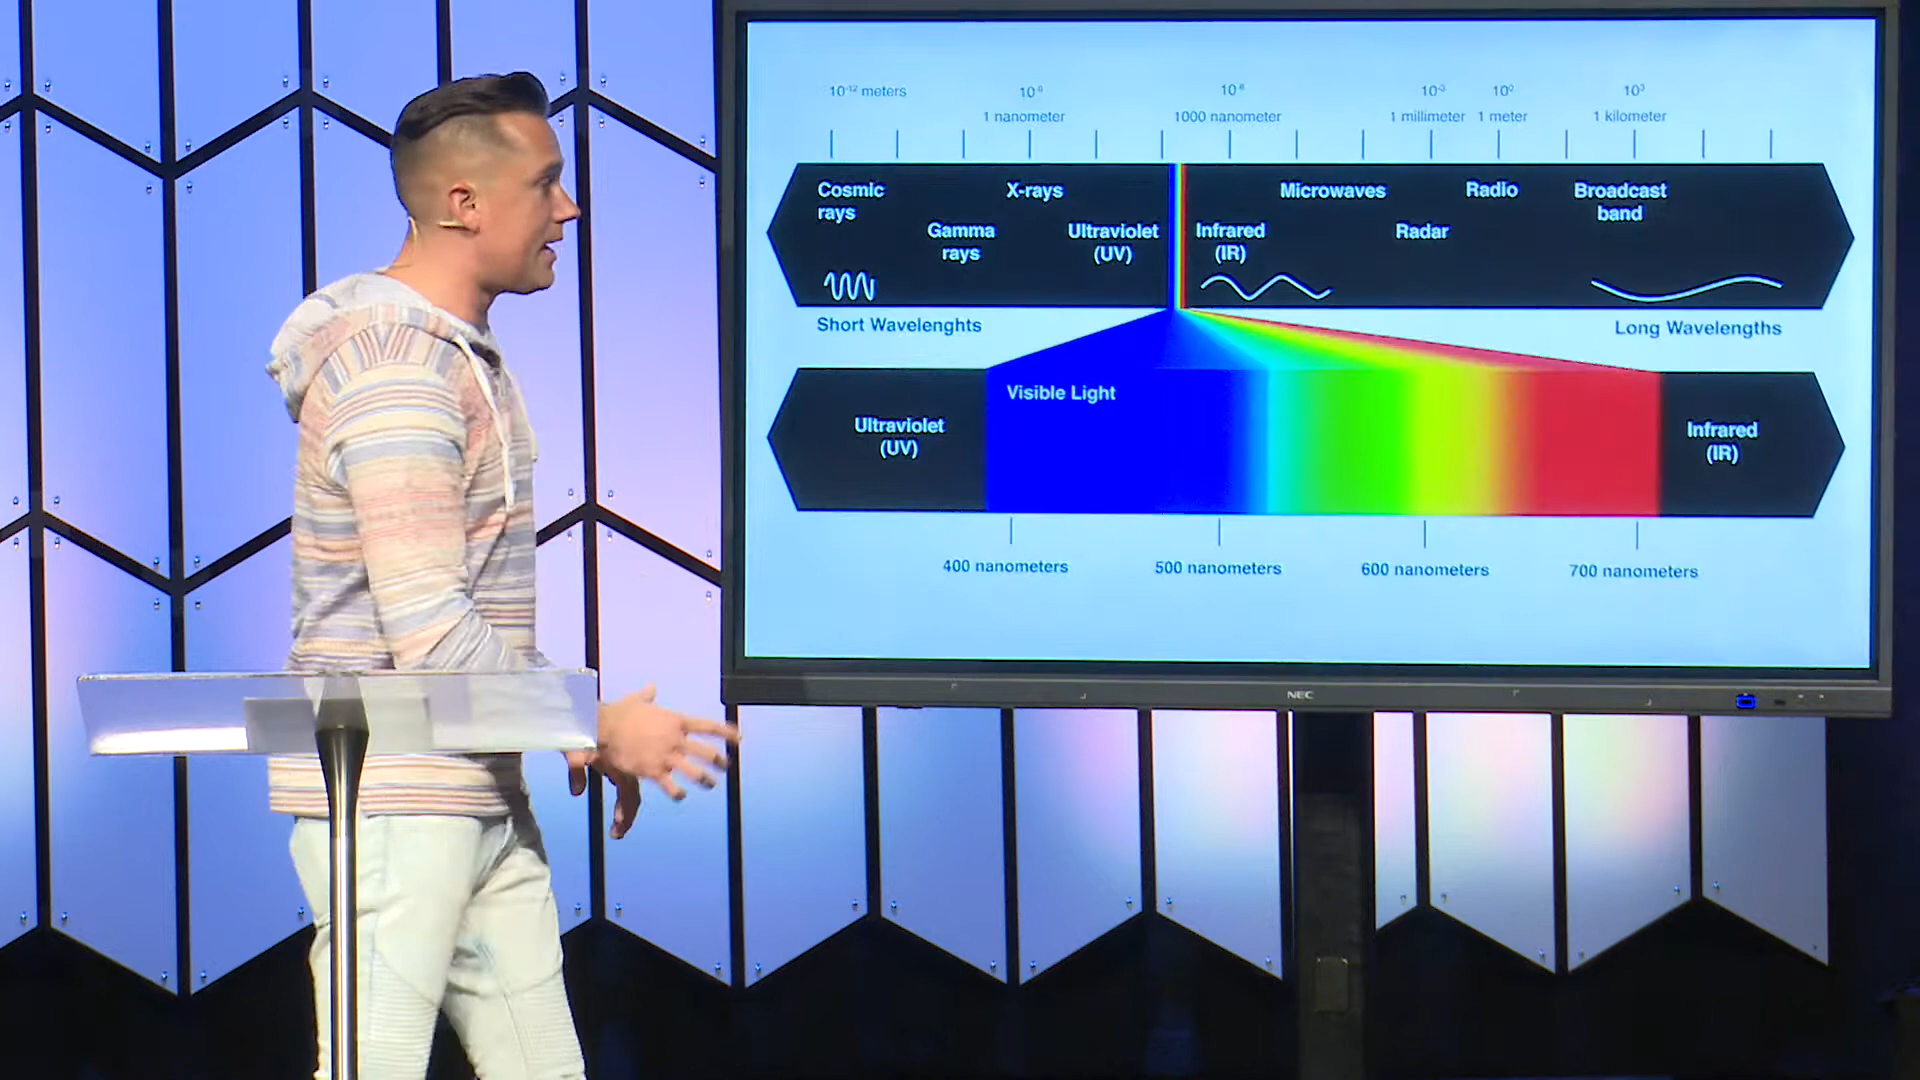 10⁻¹² meters 10⁻⁹ 10⁻⁶ 10⁻³ 10⁰ 10³
1 nanometer 1000 nanometer 1 millimeter 1 meter 1 kilometer
Cosmic rays X-rays Microwaves Radio Broadcast band
Gamma rays Ultraviolet (UV) Infrared (IR) Radar
Short Wavelenghts Long Wavelengths
Visible Light
Ultraviolet (UV) Infrared (IR)
400 nanometers 500 nanometers 600 nanometers 700 nanometers
NEC